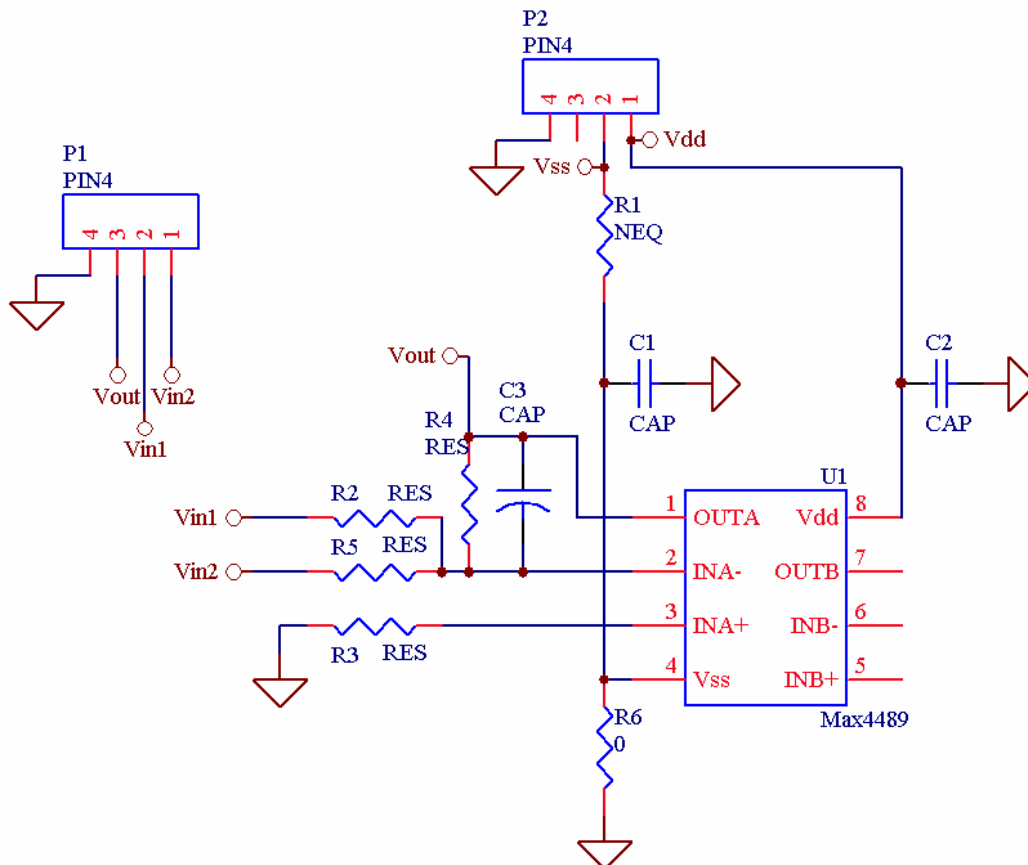 P2
PIN4
4 3 2 1
Vdd
Vss
P1
PIN4
4 3 2 1
R1
NEQ
Vout
Vin2
Vin1
Vout
C3
CAP
R4
RES
C1
CAP
C2
CAP
U1
Vin1
R2
RES
Vin2
R5
RES
R3
RES
1 OUTA
Vdd 8
2 INA-
OUTB 7
3 INA+
INB- 6
4 Vss
INB+ 5
Max4489
R6
0